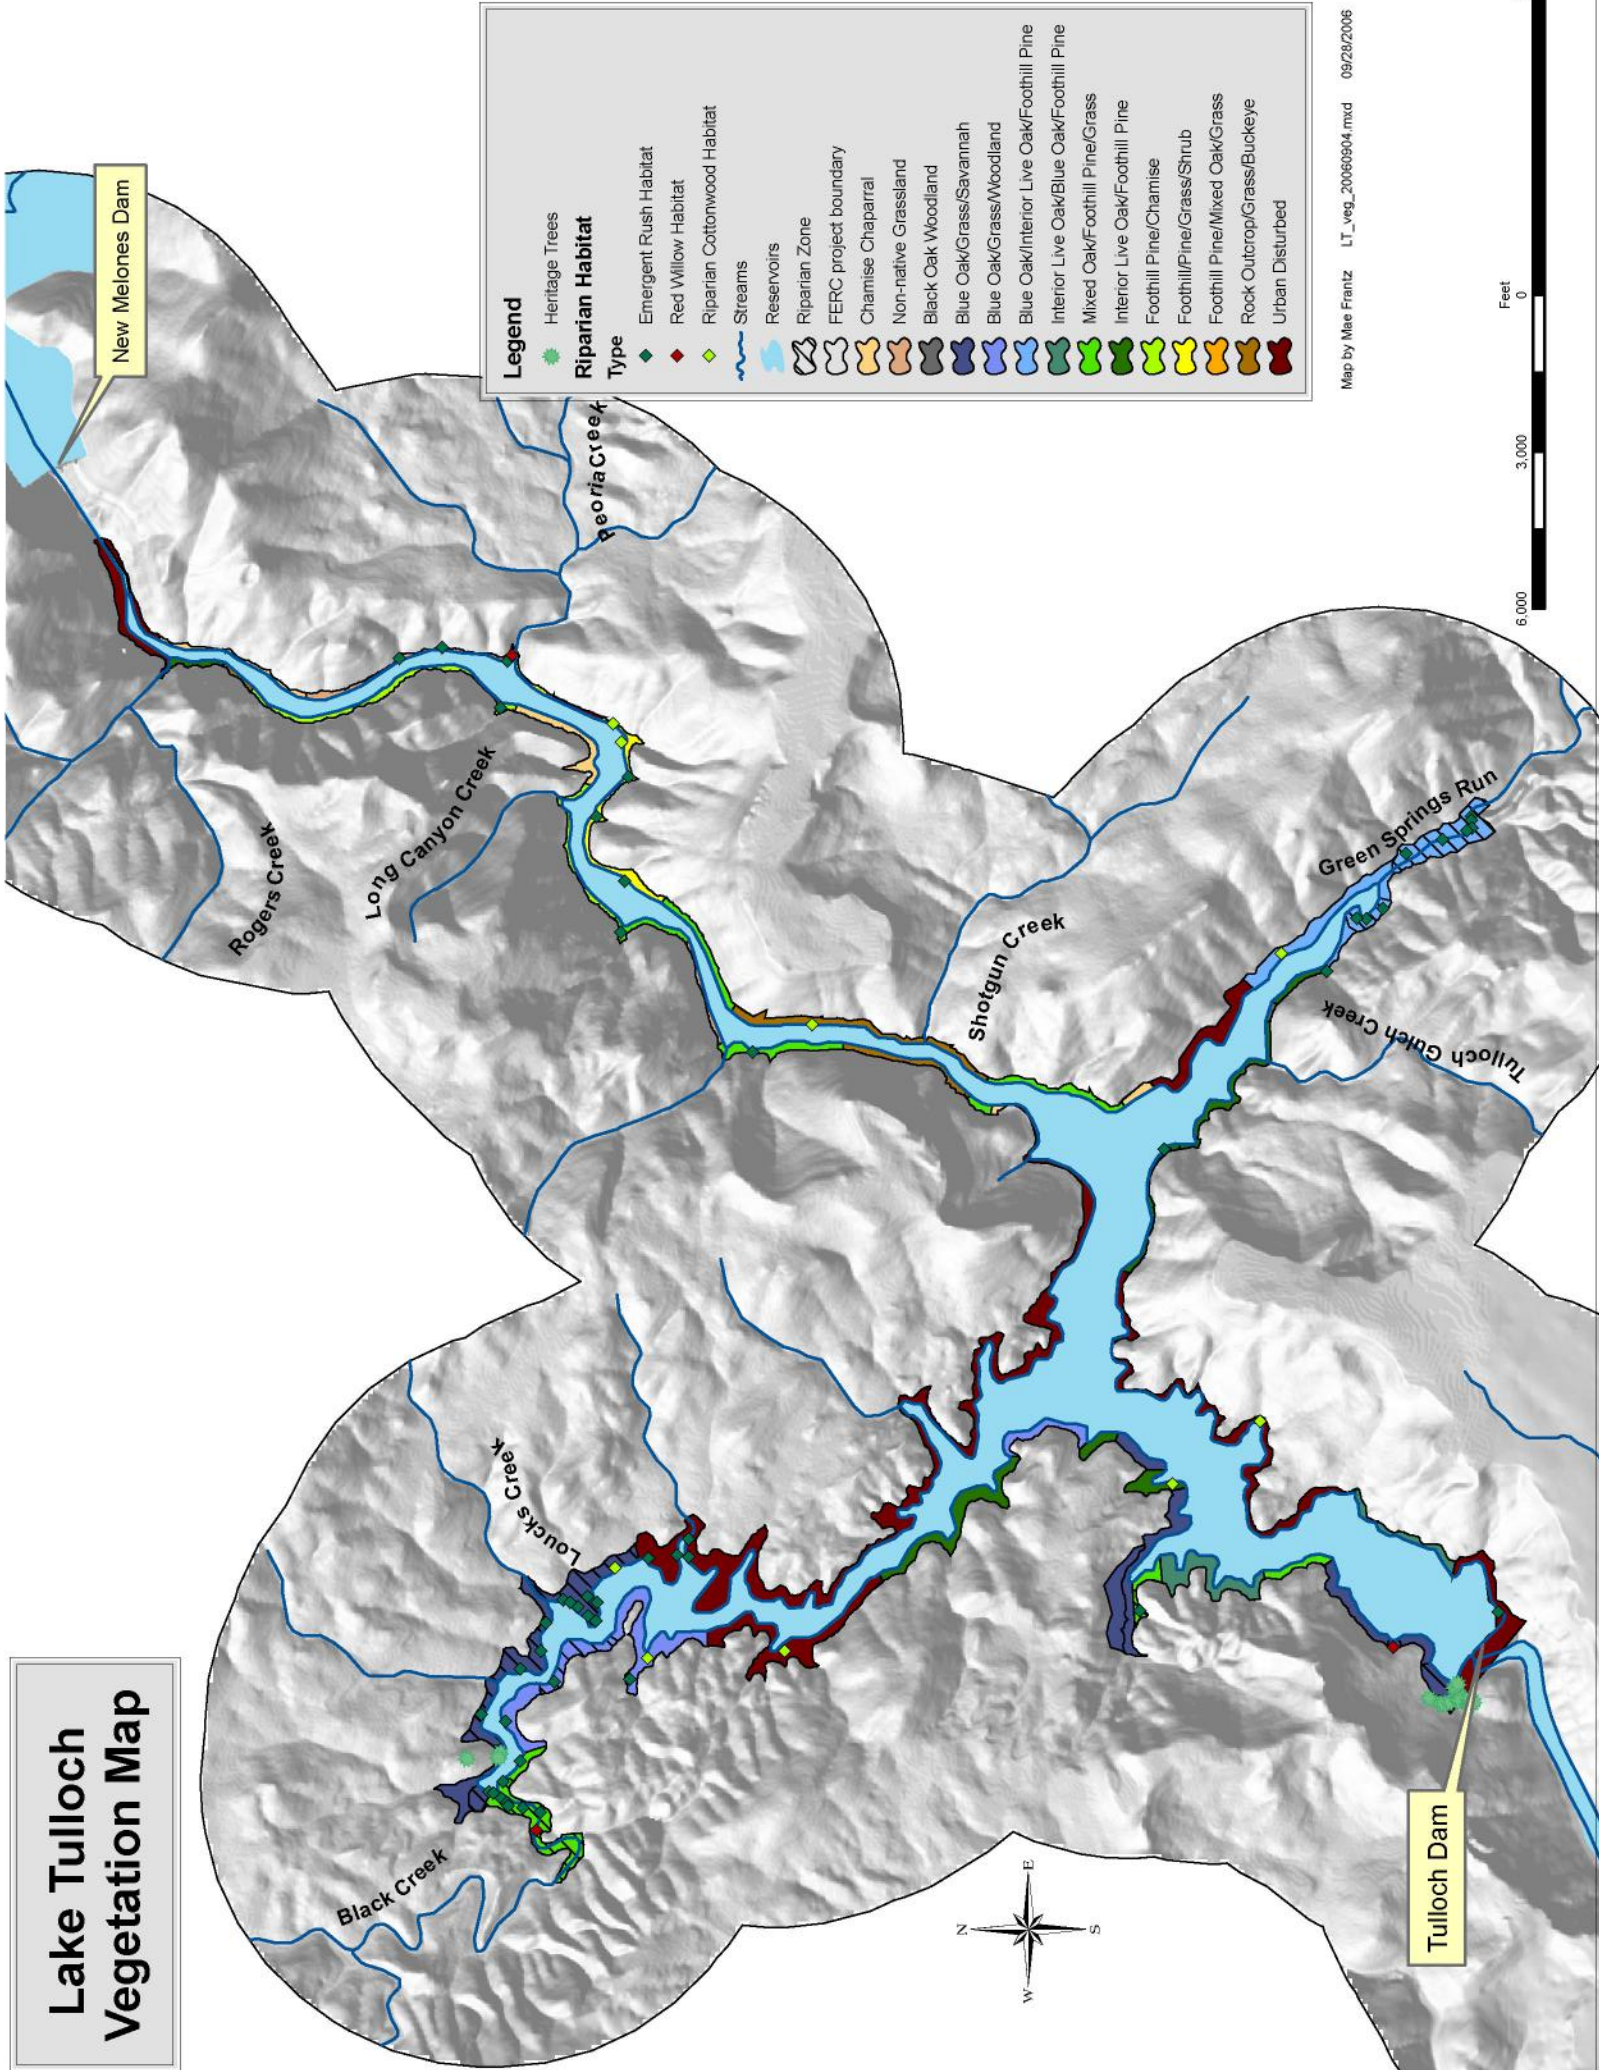 Lake Tulloch
Vegetation Map
New Melones Dam
Rogers Creek
Long Canyon Creek
Peoria Creek
Loucks Creek
Black Creek
Shotgun Creek
Green Springs Run
Tulloch Gulch Creek
Tulloch Dam
N
W
E
S
Legend
Heritage Trees
Riparian Habitat
Type
Emergent Rush Habitat
Red Willow Habitat
Riparian Cottonwood Habitat
Streams
Reservoirs
Riparian Zone
FERC project boundary
Chamise Chaparral
Non-native Grassland
Black Oak Woodland
Blue Oak/Grass/Savannah
Blue Oak/Grass/Woodland
Blue Oak/Interior Live Oak/Foothill Pine
Interior Live Oak/Blue Oak/Foothill Pine
Mixed Oak/Foothill Pine/Grass
Interior Live Oak/Foothill Pine
Foothill Pine/Chamise
Foothill/Pine/Grass/Shrub
Foothill Pine/Mixed Oak/Grass
Rock Outcrop/Grass/Buckeye
Urban Disturbed
Map by Mae Frantz LT_veg_20060904.mxd 09/28/2006
Feet
6,000 3,000 0